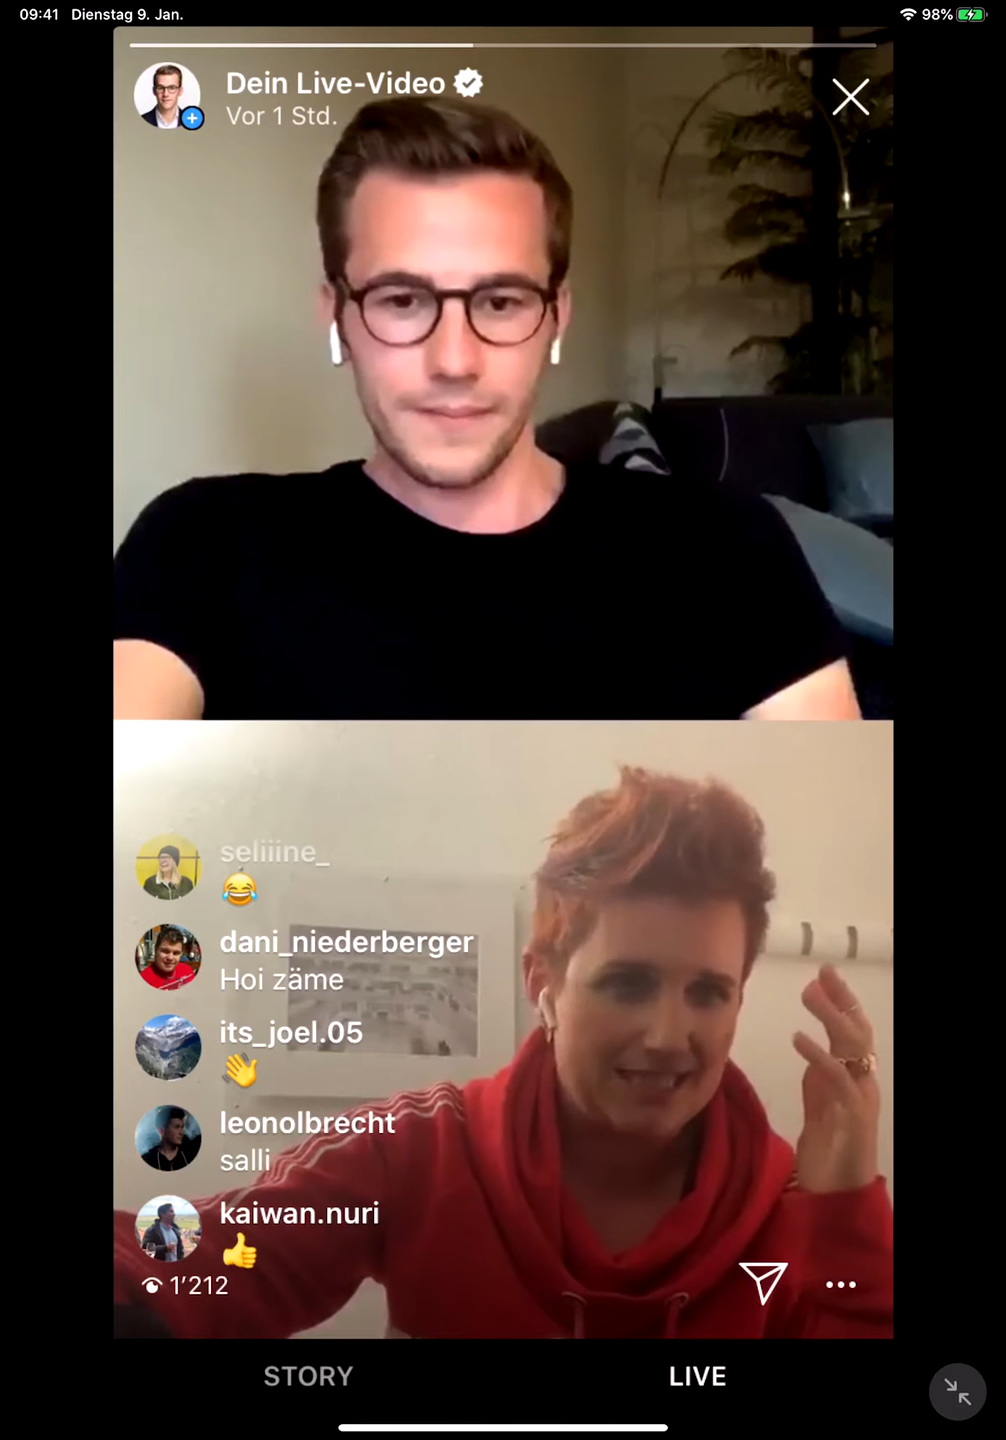 09:41 Dienstag 9. Jan.
98%
Dein Live-Video
Vor 1 Std.
seliiine_
😂
dani_niederberger
Hoi zäme
its_joel.05
👋
leonolbrecht
salli
kaiwan.nuri
👍
1’212
STORY
LIVE